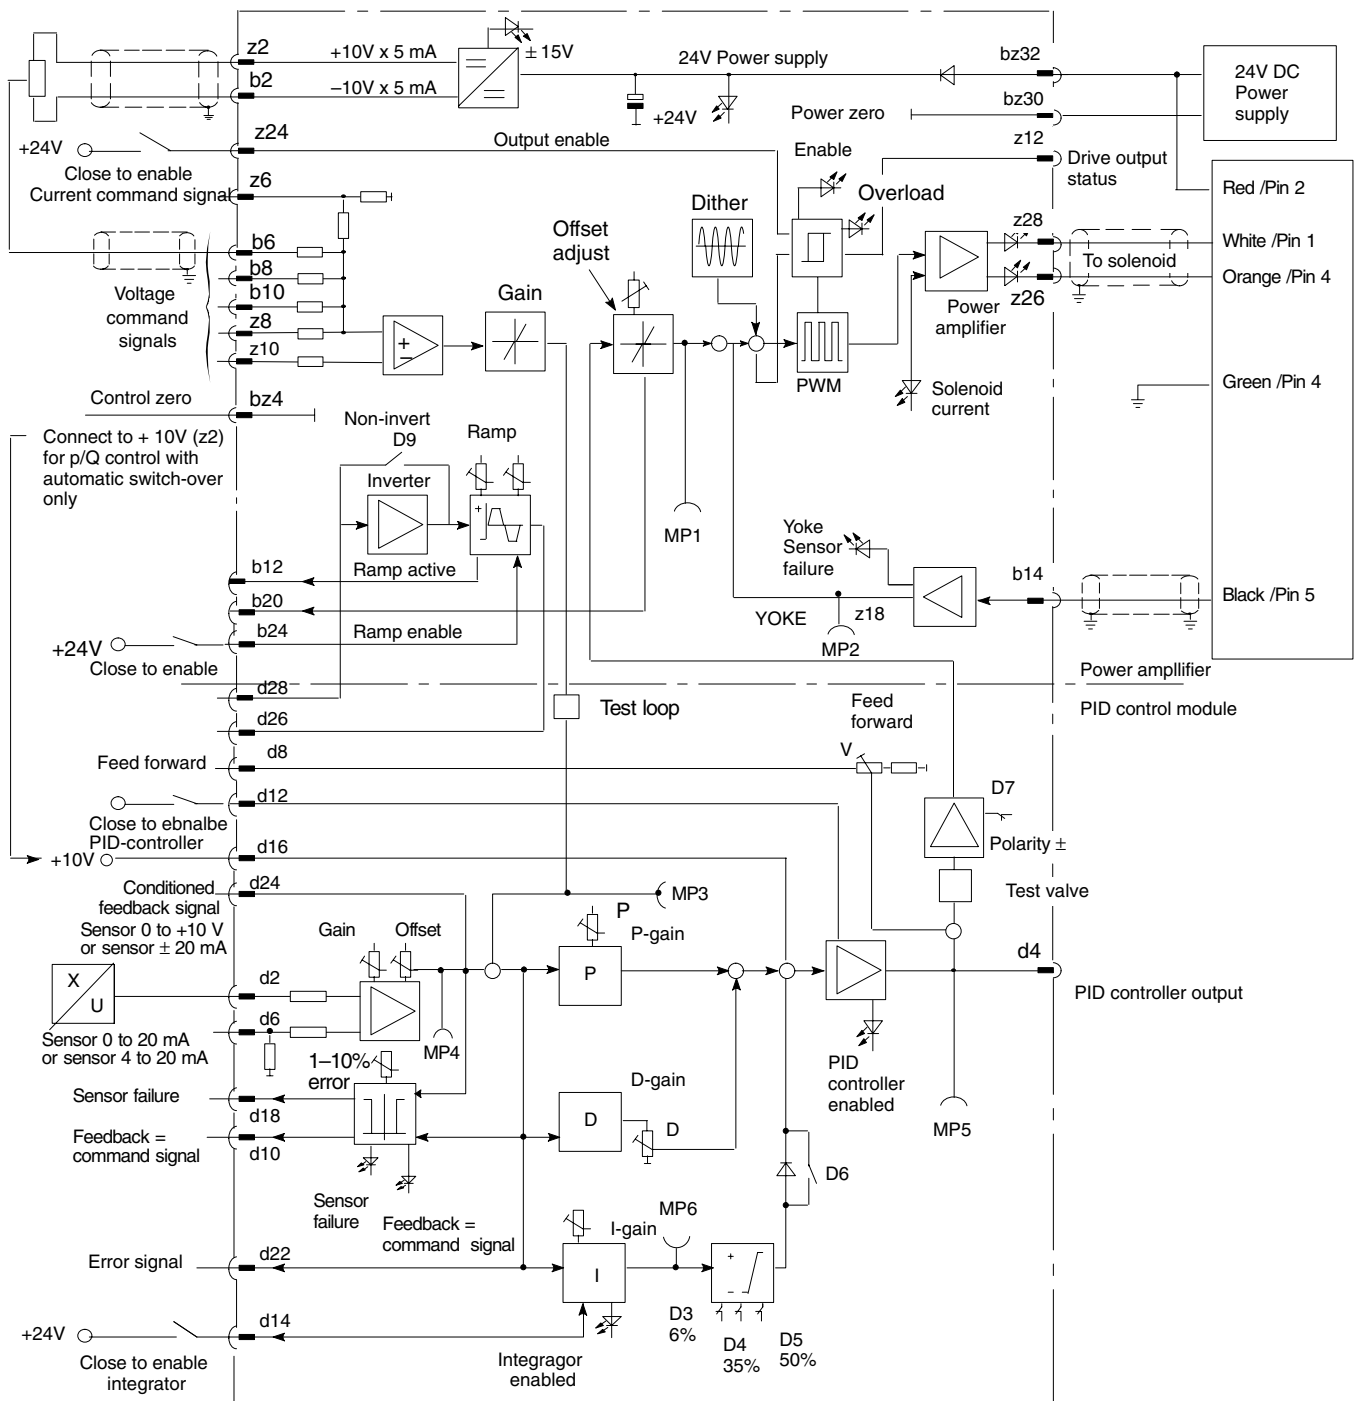 z2
+10V x 5 mA
± 15V
b2
–10V x 5 mA
24V Power supply
+24V
bz32
24V DC
Power
supply
bz30
Power zero
z24
+24V
Output enable
Close to enable
z12
Enable
Drive output
status
Current command signal
z6
Red /Pin 2
Overload
Dither
Offset
adjust
b6
b8
b10
z8
z10
Voltage
command
signals
Gain
+
–
z28
To solenoid
z26
White /Pin 1
Orange /Pin 4
Power
amplifier
PWM
Solenoid
current
Green /Pin 4
Control zero
bz4
Connect to + 10V (z2)
for p/Q control with
automatic switch-over
only
Non-invert
D9
Inverter
Ramp
+
MP1
Yoke
Sensor
failure
b12
Ramp active
b14
Black /Pin 5
b20
YOKE
z18
MP2
b24
Ramp enable
+24V
Close to enable
Power ampllifier
d28
PID control module
Test loop
Feed
forward
d26
d8
Feed forward
V
d12
Close to ebnalbe
PID-controller
D7
Polarity ±
d16
+10V
Test valve
d24
Conditioned
feedback signal
Sensor 0 to +10 V
or sensor ± 20 mA
MP3
Gain
Offset
P
P-gain
P
d4
PID controller output
X
U
d2
d6
Sensor 0 to 20 mA
or sensor 4 to 20 mA
MP4
1–10%
error
PID
controller
enabled
D-gain
D
D
MP5
Sensor failure
d18
Feedback =
command signal
d10
D6
Sensor
failure
Feedback =
command signal
MP6
I-gain
I
+
–
Error signal
d22
D3
6%
D4
35%
D5
50%
d14
+24V
Close to enable
integrator
Integragor
enabled